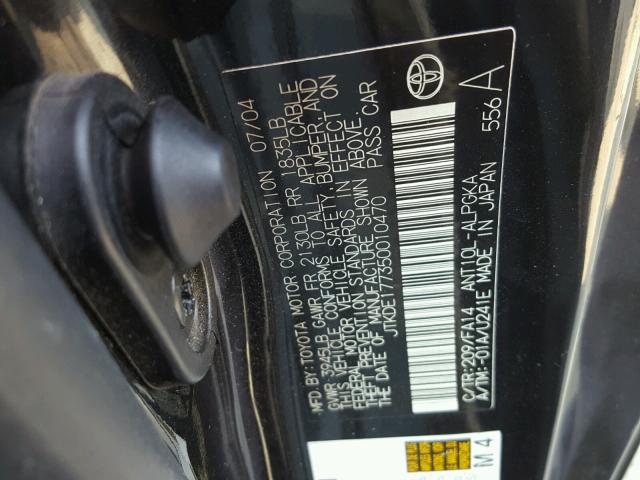 MFD.BY:TOYOTA MOTOR CORPORATION 07/04
GVWR 3945LB GAWR FR 2130LB RR 1835LB
THIS VEHICLE CONFORMS TO ALL APPLICABLE
FEDERAL MOTOR VEHICLE SAFETY, BUMPER, AND
THEFT PREVENTION STANDARDS IN EFFECT ON
THE DATE OF MANUFACTURE SHOWN ABOVE.
JTKDE177350010470 PASS CAR
C/TR:209/FA14 ANTIQL-ALPGKA
A/TM:-01A/U241E MADE IN JAPAN 556 A
M 4